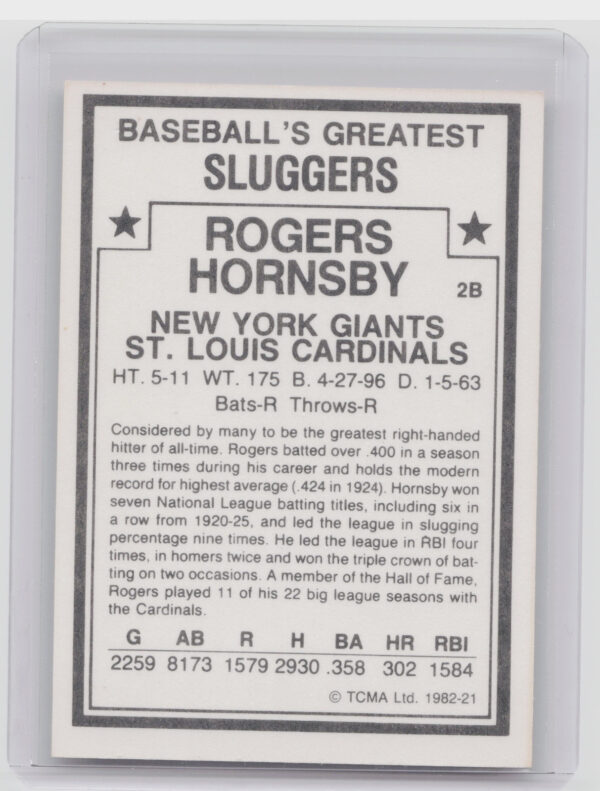 BASEBALL'S GREATEST
SLUGGERS
ROGERS
HORNSBY
2B
NEW YORK GIANTS
ST. LOUIS CARDINALS
HT. 5-11 WT. 175 B. 4-27-96 D. 1-5-63
Bats-R Throws-R
Considered by many to be the greatest right-handed
hitter of all-time. Rogers batted over .400 in a season
three times during his career and holds the modern
record for highest average (.424 in 1924). Hornsby won
seven National League batting titles, including six in
a row from 1920-25, and led the league in slugging
percentage nine times. He led the league in RBI four
times, in homers twice and won the triple crown of bat-
ting on two occasions. A member of the Hall of Fame,
Rogers played 11 of his 22 big league seasons with
the Cardinals.
G AB R H BA HR RBI
2259 8173 1579 2930 .358 302 1584
© TCMA Ltd. 1982-21